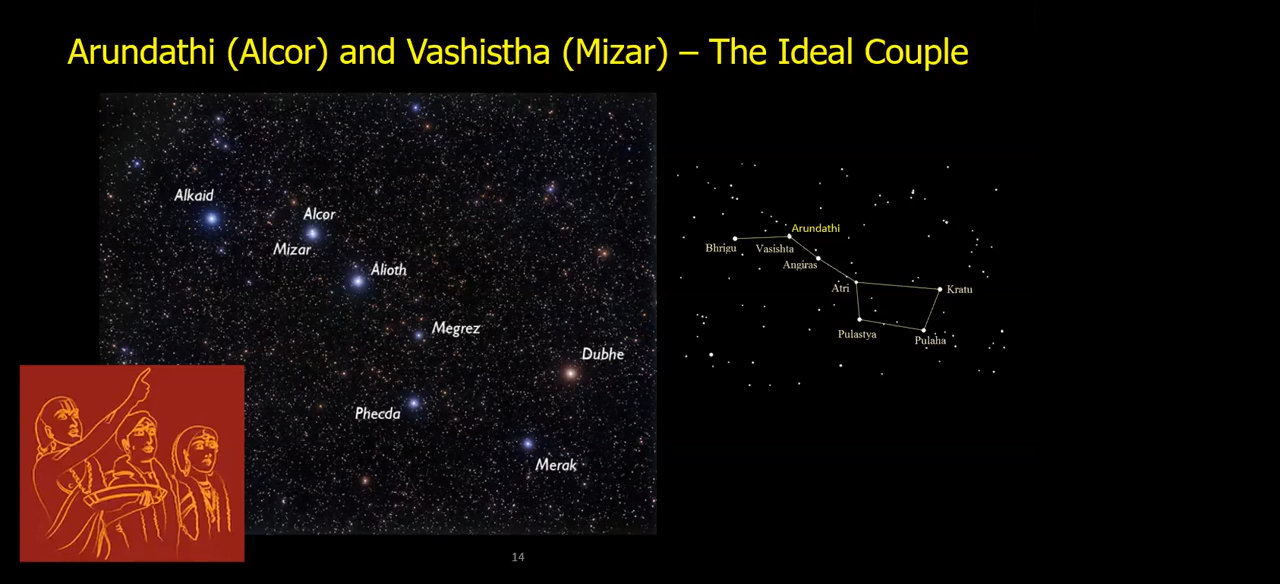 Arundathi (Alcor) and Vashistha (Mizar) – The Ideal Couple
Alkaid
Alcor
Mizar
Alioth
Megrez
Dubhe
Phecda
Merak
Arundathi
Bhrigu
Vasishta
Angiras
Atri
Kratu
Pulastya
Pulaha
14